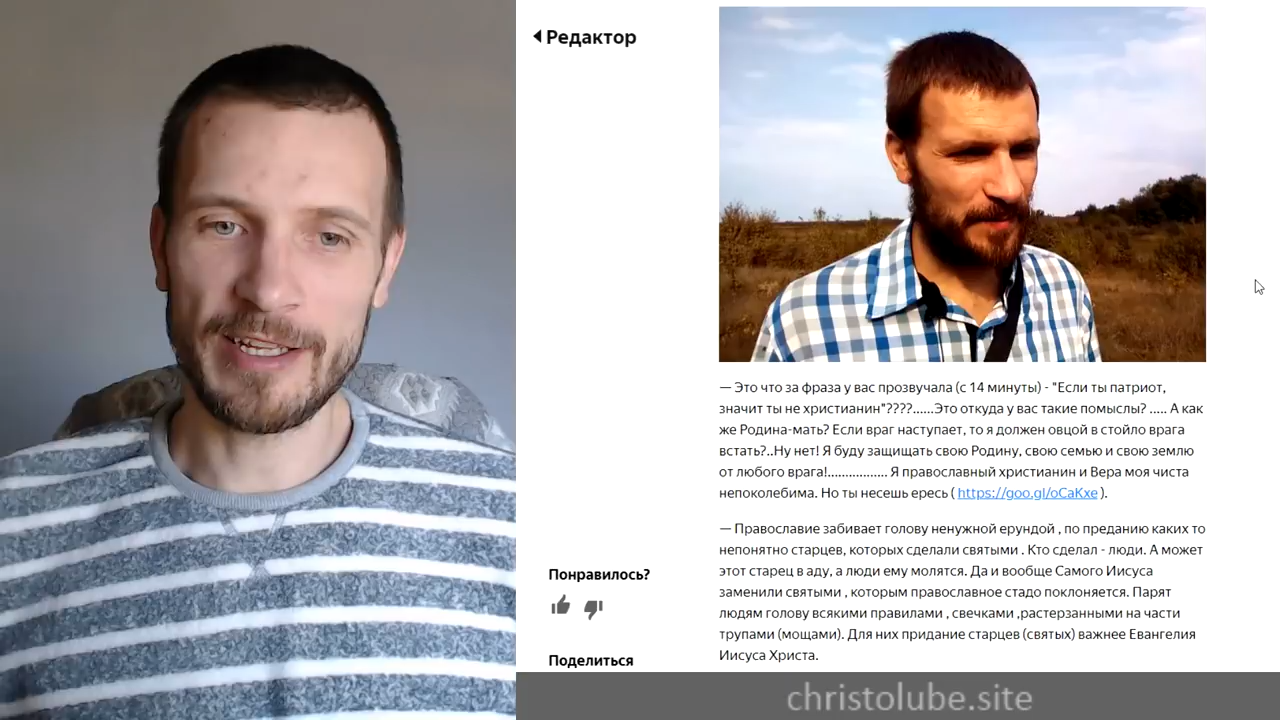 Редактор
— Это что за фраза у вас прозвучала (с 14 минуты) - "Если ты патриот,
значит ты не христианин"????......Это откуда у вас такие помыслы? ..... А как
же Родина-мать? Если враг наступает, то я должен овцой в стойло врага
встать?..Ну нет! Я буду защищать свою Родину, свою семью и свою землю
от любого врага!................. Я православный христианин и Вера моя чиста
непоколебима. Но ты несешь ересь ( https://goo.gl/oCaKxe ).
— Православие забивает голову ненужной ерундой , по преданию каких то
непонятно старцев, которых сделали святыми . Кто сделал - люди. А может
этот старец в аду, а люди ему молятся. Да и вообще Самого Иисуса
заменили святыми , которым православное стадо поклоняется. Парят
людям голову всякими правилами , свечками ,растерзанными на части
трупами (мощами). Для них придание старцев (святых) важнее Евангелия
Иисуса Христа.
Понравилось?
Поделиться
christolube.site